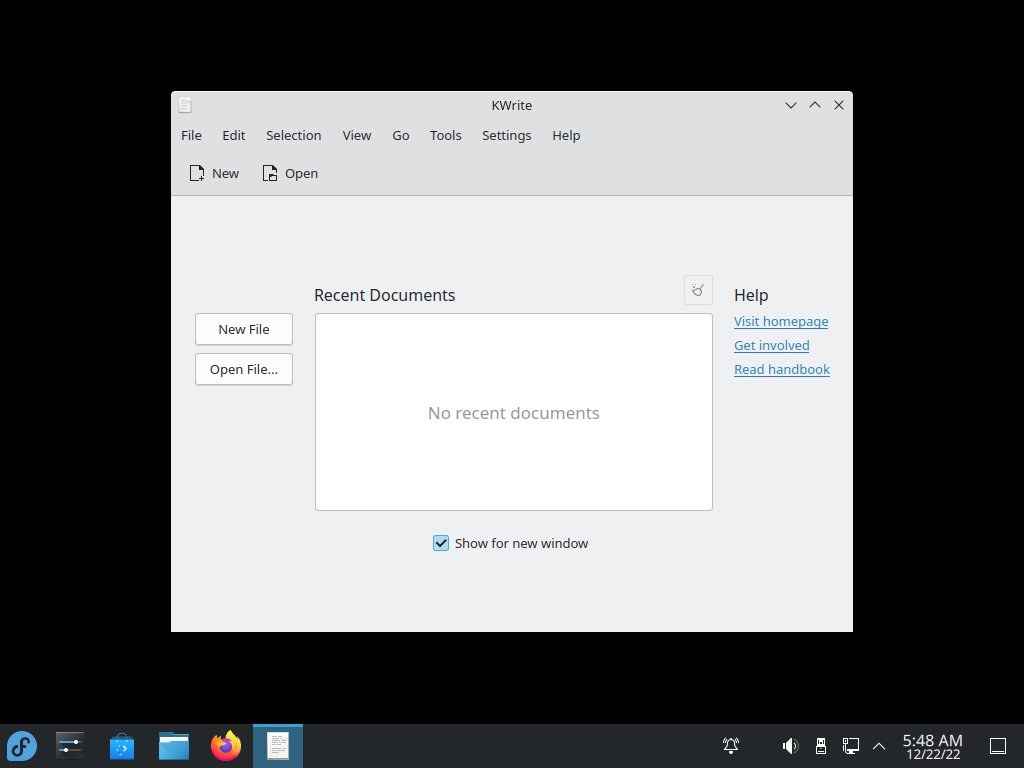 KWrite
File Edit Selection View Go Tools Settings Help
New Open
Recent Documents
Help
New File
Open File...
No recent documents
Visit homepage
Get involved
Read handbook
Show for new window
5:48 AM
12/22/22